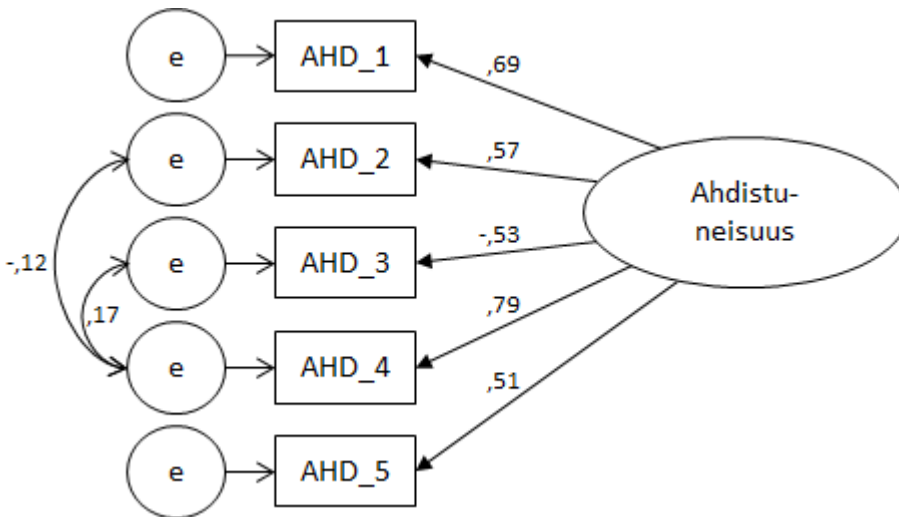 e
AHD_1
,69
e
AHD_2
,57
Ahdistu-
neisuus
-,12
e
AHD_3
-,53
,17
e
AHD_4
,79
e
AHD_5
,51